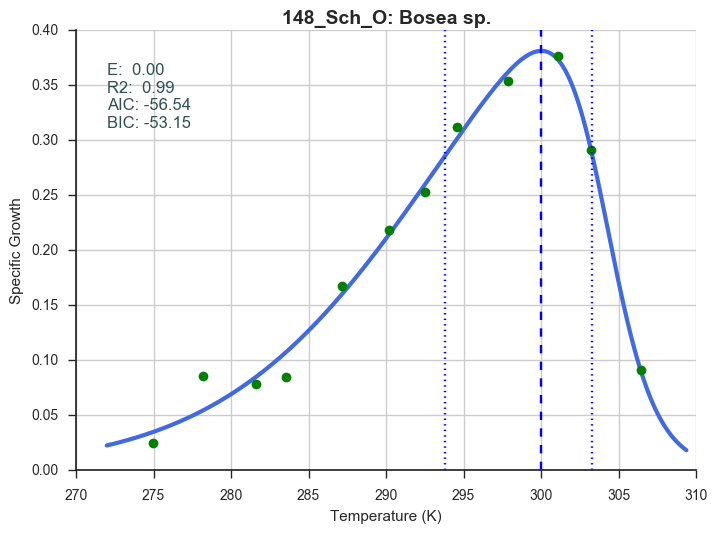 148_Sch_O: Bosea sp.
E: 0.00
R2: 0.99
AIC: -56.54
BIC: -53.15
Specific Growth
0.40
0.35
0.30
0.25
0.20
0.15
0.10
0.05
0.00
270 275 280 285 290 295 300 305 310
Temperature (K)